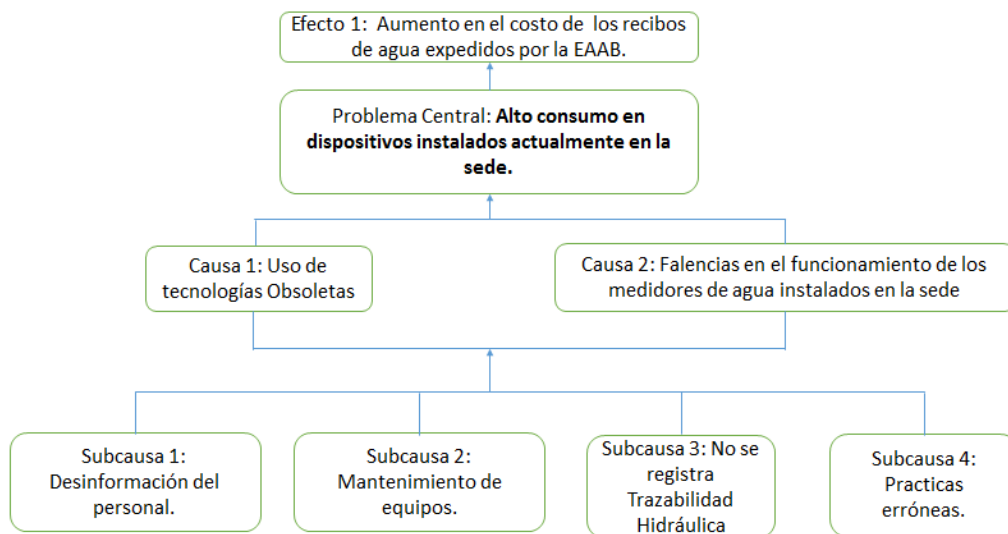 Efecto 1:  Aumento en el costo de  los recibos
de agua expedidos por la EAAB.
Problema Central: Alto consumo en
dispositivos instalados actualmente en la
sede.
Causa 1: Uso de
tecnologías Obsoletas
Causa 2: Falencias en el funcionamiento de los
medidores de agua instalados en la sede
Subcausa 1:
Desinformación del
personal.
Subcausa 2:
Mantenimiento de
equipos.
Subcausa 3: No se
registra
Trazabilidad
Hidráulica
Subcausa 4:
Practicas
erróneas.